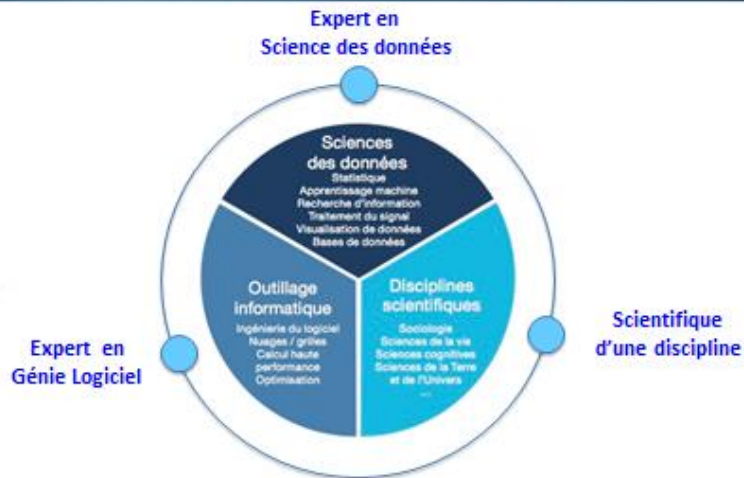 Expert en
Science des données
Sciences
des données
Statistique
Apprentissage machine
Recherche d'information
Traitement du signal
Visualisation de données
Bases de données
Outillage
informatique
Ingénierie du logiciel
Nuages / grilles
Calcul haute
performance
Optimisation
Disciplines
scientifiques
Sociologie
Sciences de la vie
Sciences cognitives
Sciences de la Terre
et de l'Univers
...
Expert en
Génie Logiciel
Scientifique
d'une discipline